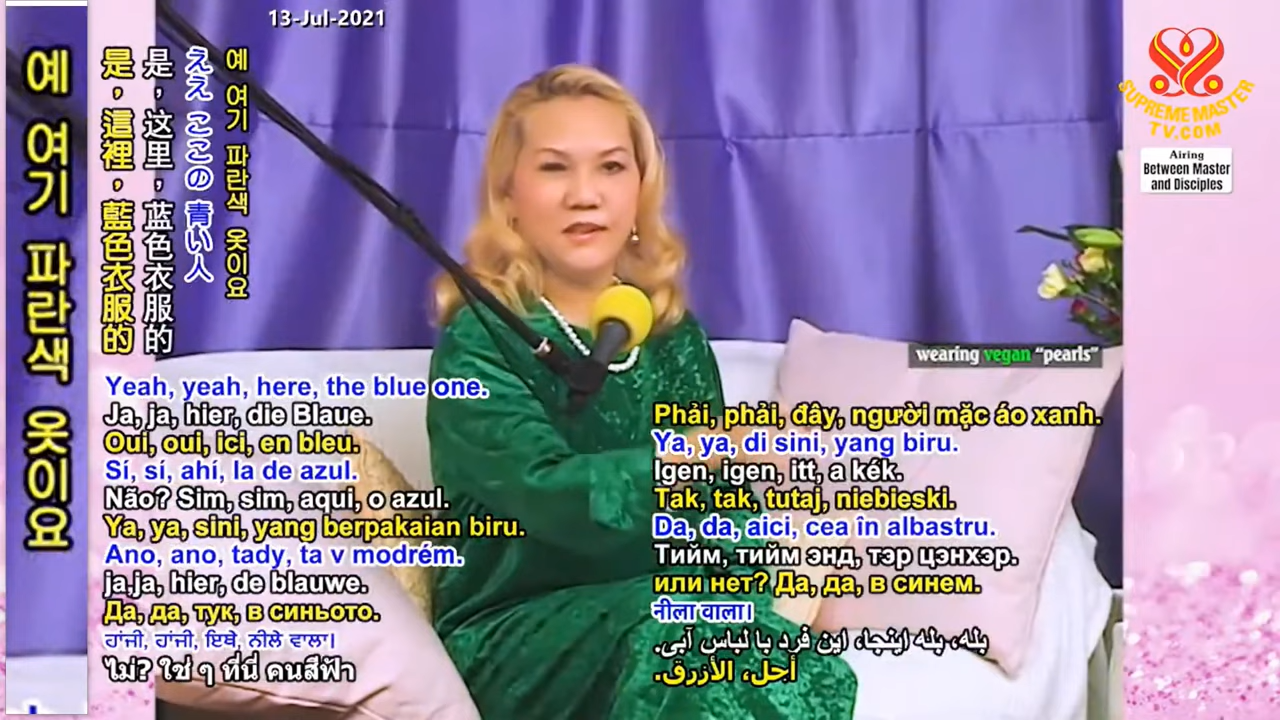 13-Jul-2021
예 여기 파란색 옷이요
是，這裡，藍色衣服的
是，这里，蓝色衣服的
ええ ここの 青い人
예 여기 파란색 옷이요
SUPREME MASTER
TV.COM
Airing
Between Master
and Disciples
wearing vegan “pearls”
Yeah, yeah, here, the blue one.
Ja, ja, hier, die Blaue.
Oui, oui, ici, en bleu.
Sí, sí, ahí, la de azul.
Não? Sim, sim, aqui, o azul.
Ya, ya, sini, yang berpakaian biru.
Ano, ano, tady, ta v modrém.
ja,ja, hier, de blauwe.
Да, да, тук, в синьото.
ਹਾਂਜੀ, ਹਾਂਜੀ, ਇਥੇ, ਨੀਲੇ ਵਾਲਾ।
ไม่? ใช่ ๆ ที่นี่ คนสีฟ้า
Phải, phải, đây, người mặc áo xanh.
Ya, ya, di sini, yang biru.
Igen, igen, itt, a kék.
Tak, tak, tutaj, niebieski.
Da, da, aici, cea în albastru.
Тийм, тийм энд, тэр цэнхэр.
или нет? Да, да, в синем.
नीला वाला।
بله، بله اینجا، این فرد با لباس آبی.
أجل، الأزرق.